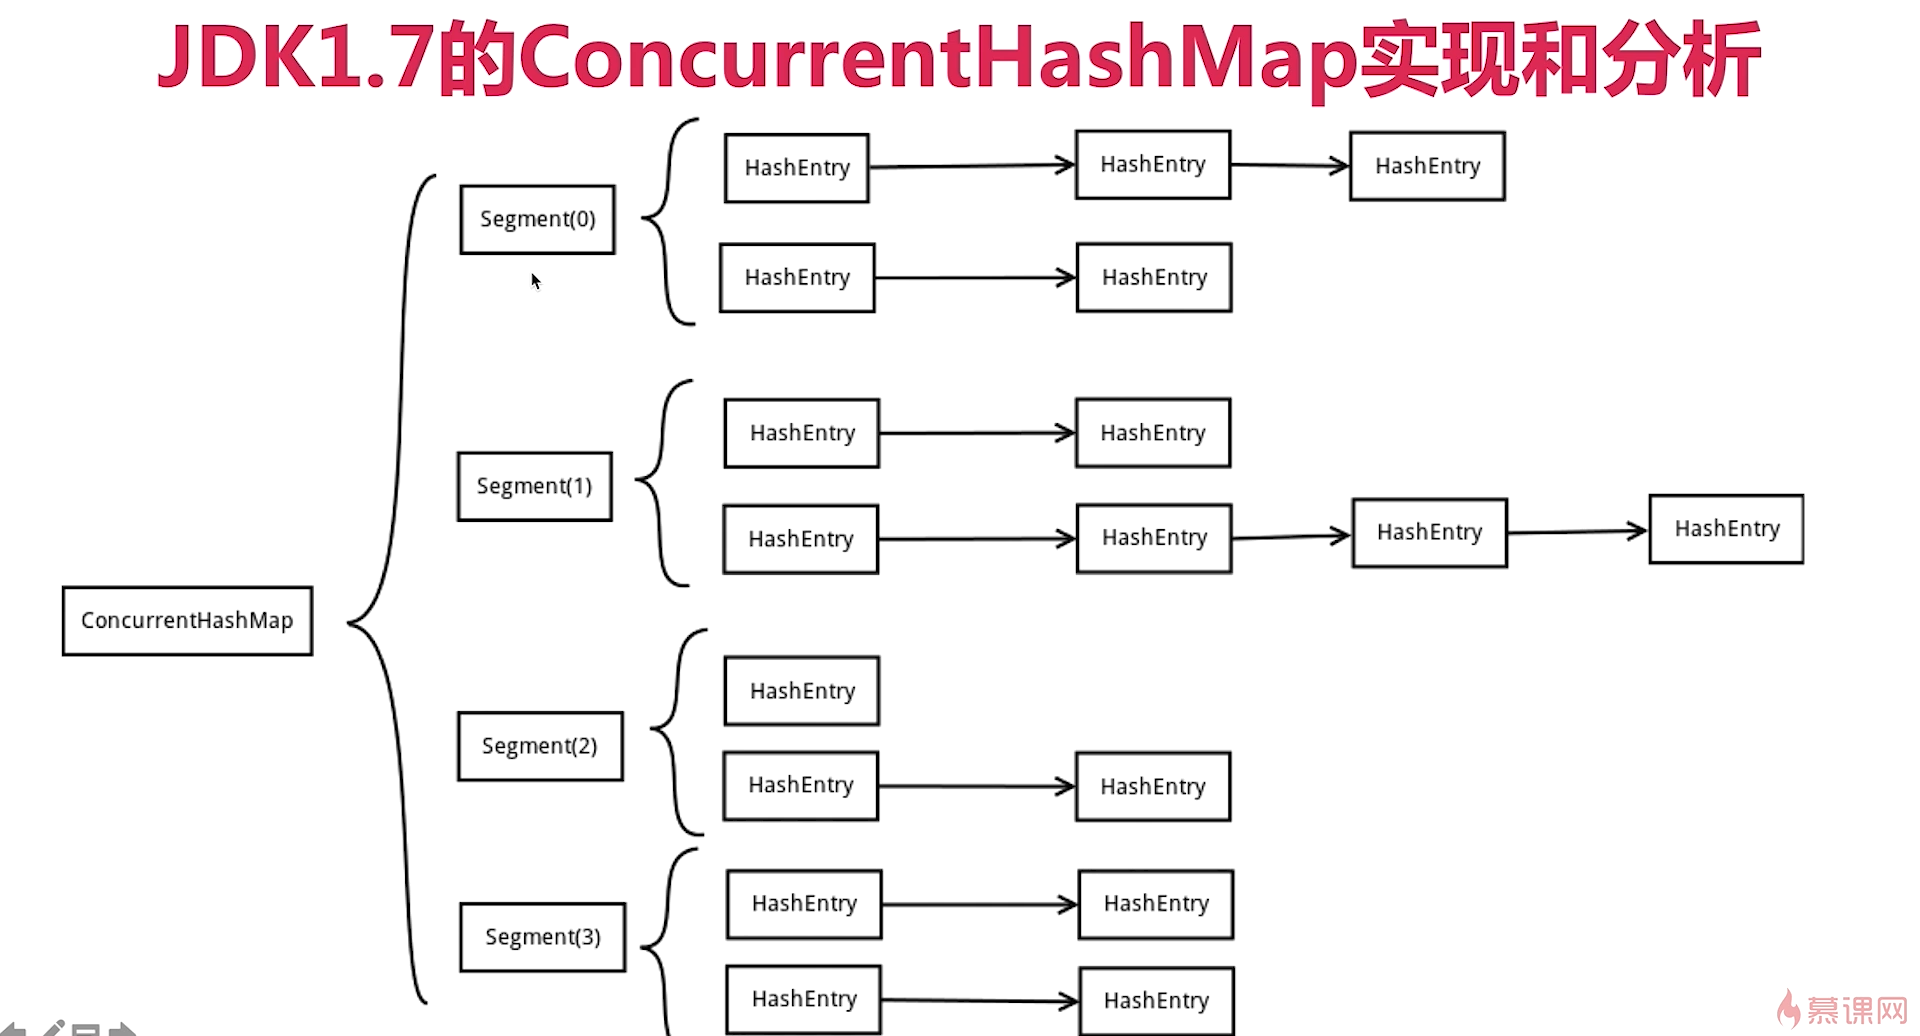 JDK1.7的ConcurrentHashMap实现和分析
HashEntry HashEntry HashEntry
Segment(0)
HashEntry HashEntry
HashEntry HashEntry
Segment(1)
HashEntry HashEntry HashEntry HashEntry
ConcurrentHashMap
HashEntry
Segment(2)
HashEntry HashEntry
HashEntry HashEntry
Segment(3)
HashEntry HashEntry
慕课网